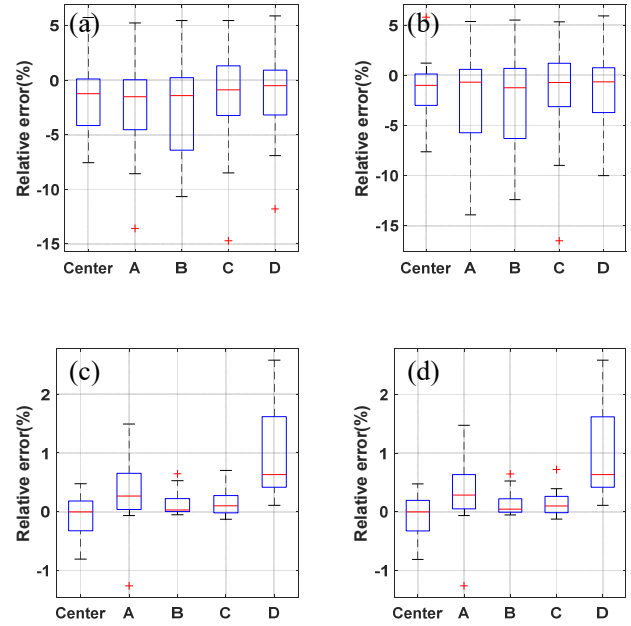 (a)
Relative error(%)
5
0
-5
-10
-15
Center A B C D
(b)
Relative error(%)
5
0
-5
-10
-15
Center A B C D
(c)
Relative error(%)
2
1
0
-1
Center A B C D
(d)
Relative error(%)
2
1
0
-1
Center A B C D